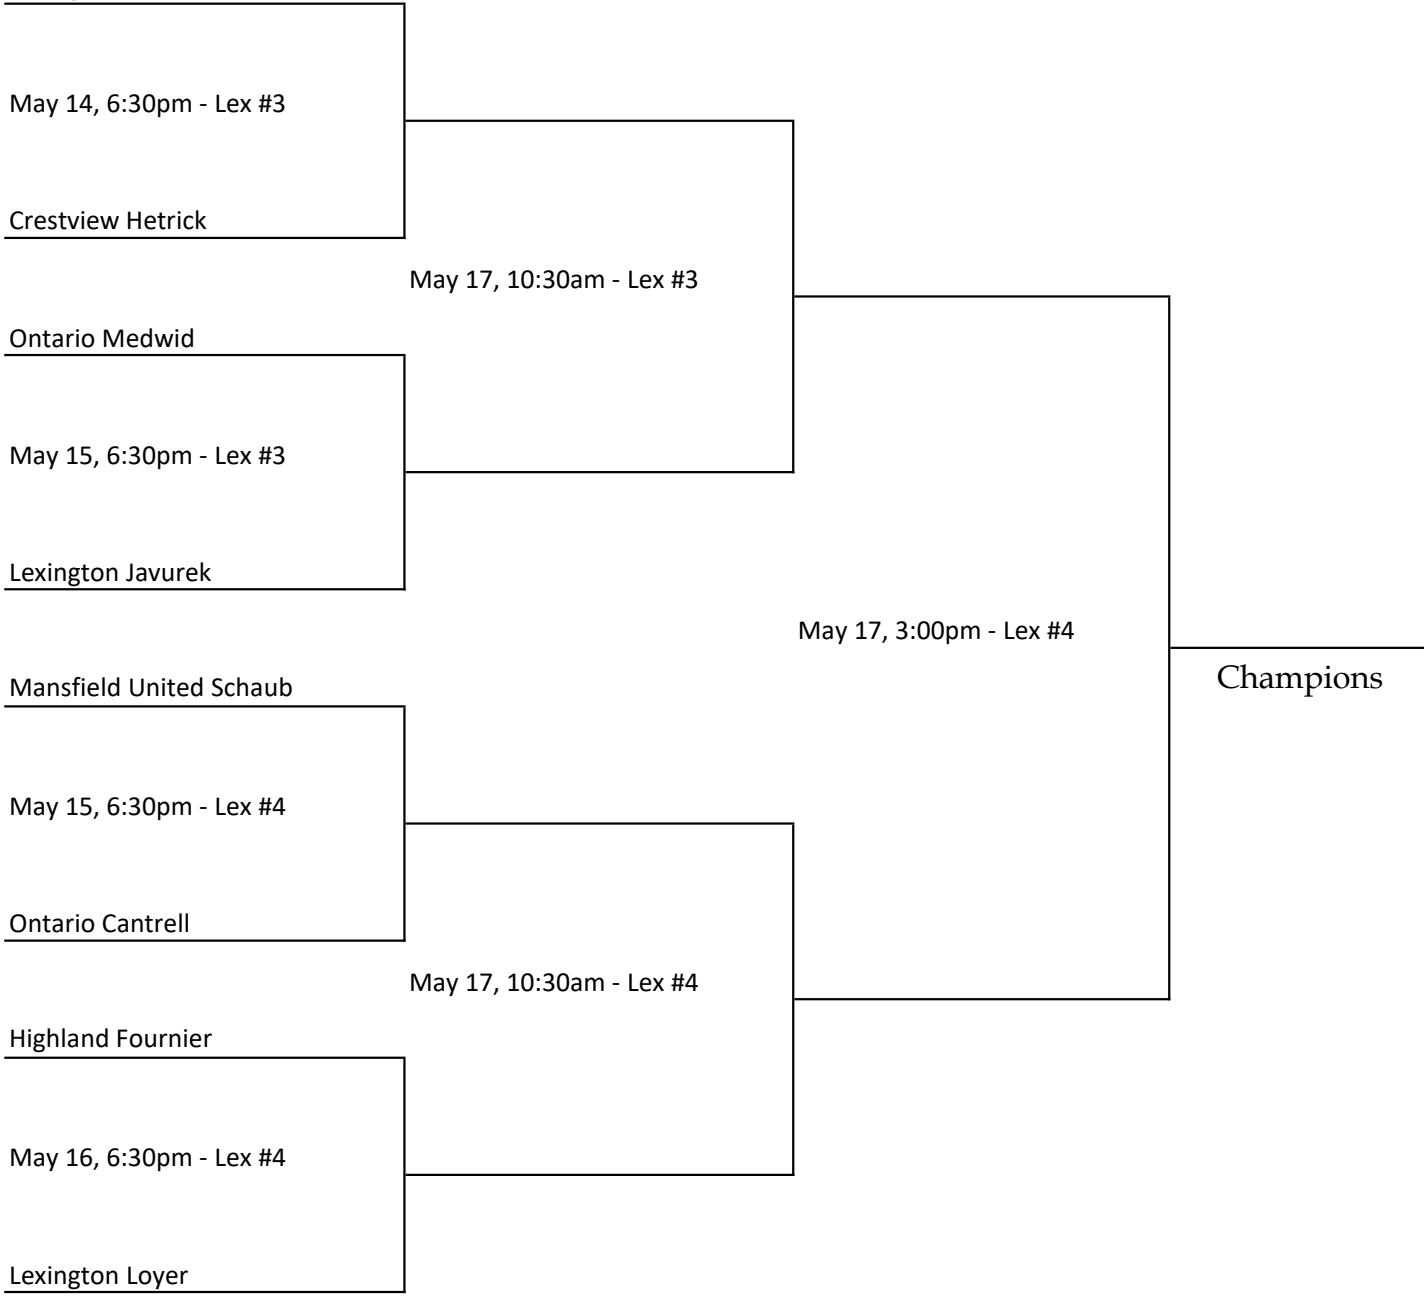 May 14, 6:30pm - Lex #3
Crestview Hetrick
May 17, 10:30am - Lex #3
Ontario Medwid
May 15, 6:30pm - Lex #3
Lexington Javurek
May 17, 3:00pm - Lex #4
Champions
Mansfield United Schaub
May 15, 6:30pm - Lex #4
Ontario Cantrell
May 17, 10:30am - Lex #4
Highland Fournier
May 16, 6:30pm - Lex #4
Lexington Loyer